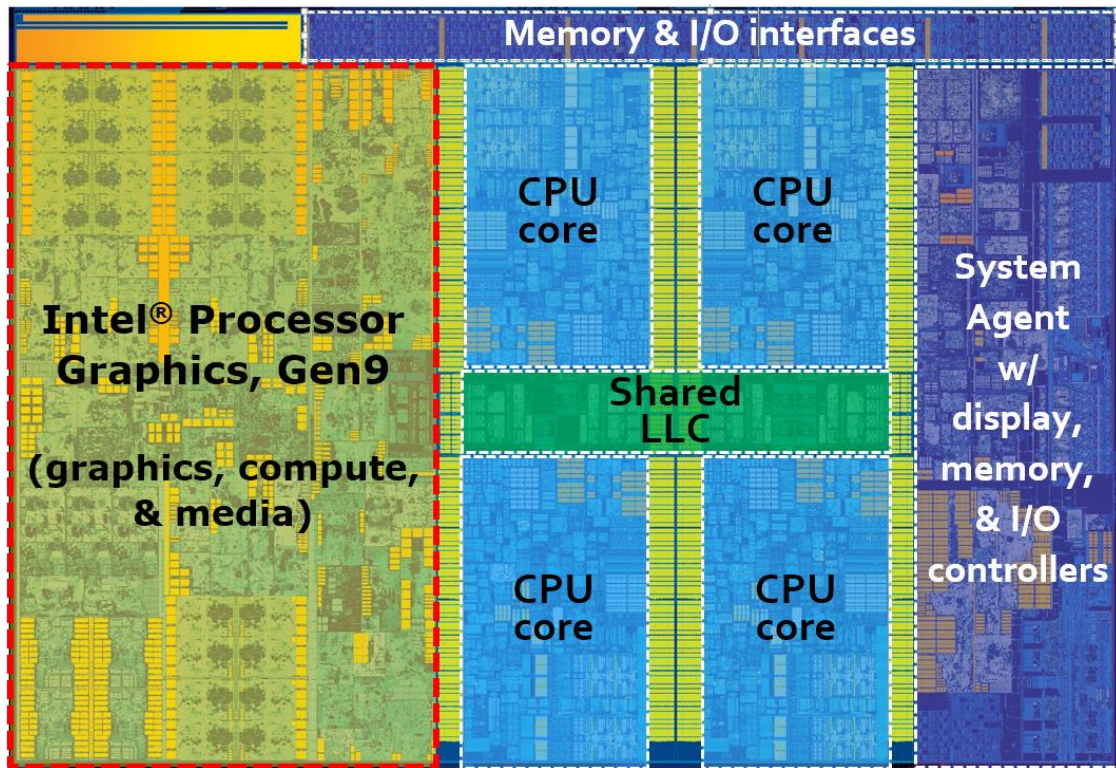 Memory & I/O interfaces
Intel® Processor
Graphics, Gen9
(graphics, compute,
& media)
CPU
core
CPU
core
Shared
LLC
CPU
core
CPU
core
System
Agent
w/
display,
memory,
& I/O
controllers